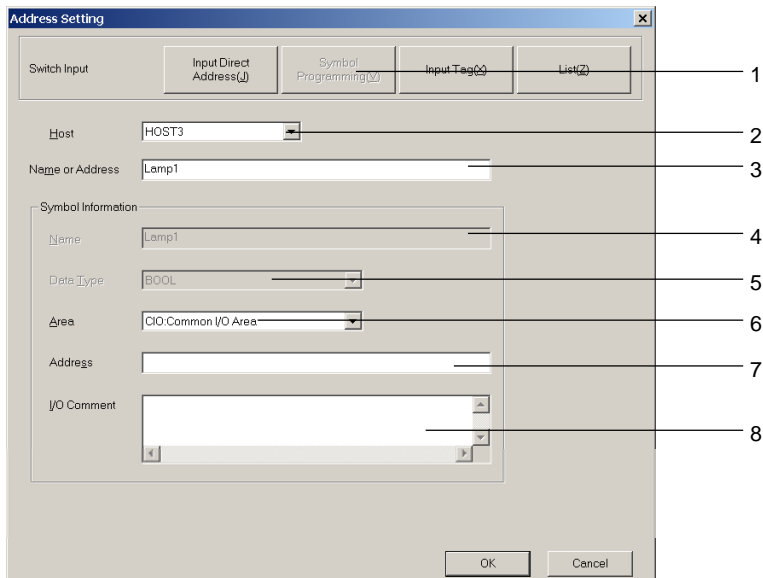 Address Setting
Switch Input
Input Direct
Address(J)
Symbol
Programming(V)
Input Tag(X)
List(Z)
1
Host
HOST3
2
Name or Address
Lamp1
3
Symbol Information
Name
Lamp1
4
Data Type
BOOL
5
Area
CIO:Common I/O Area
6
Address
7
I/O Comment
8
OK
Cancel